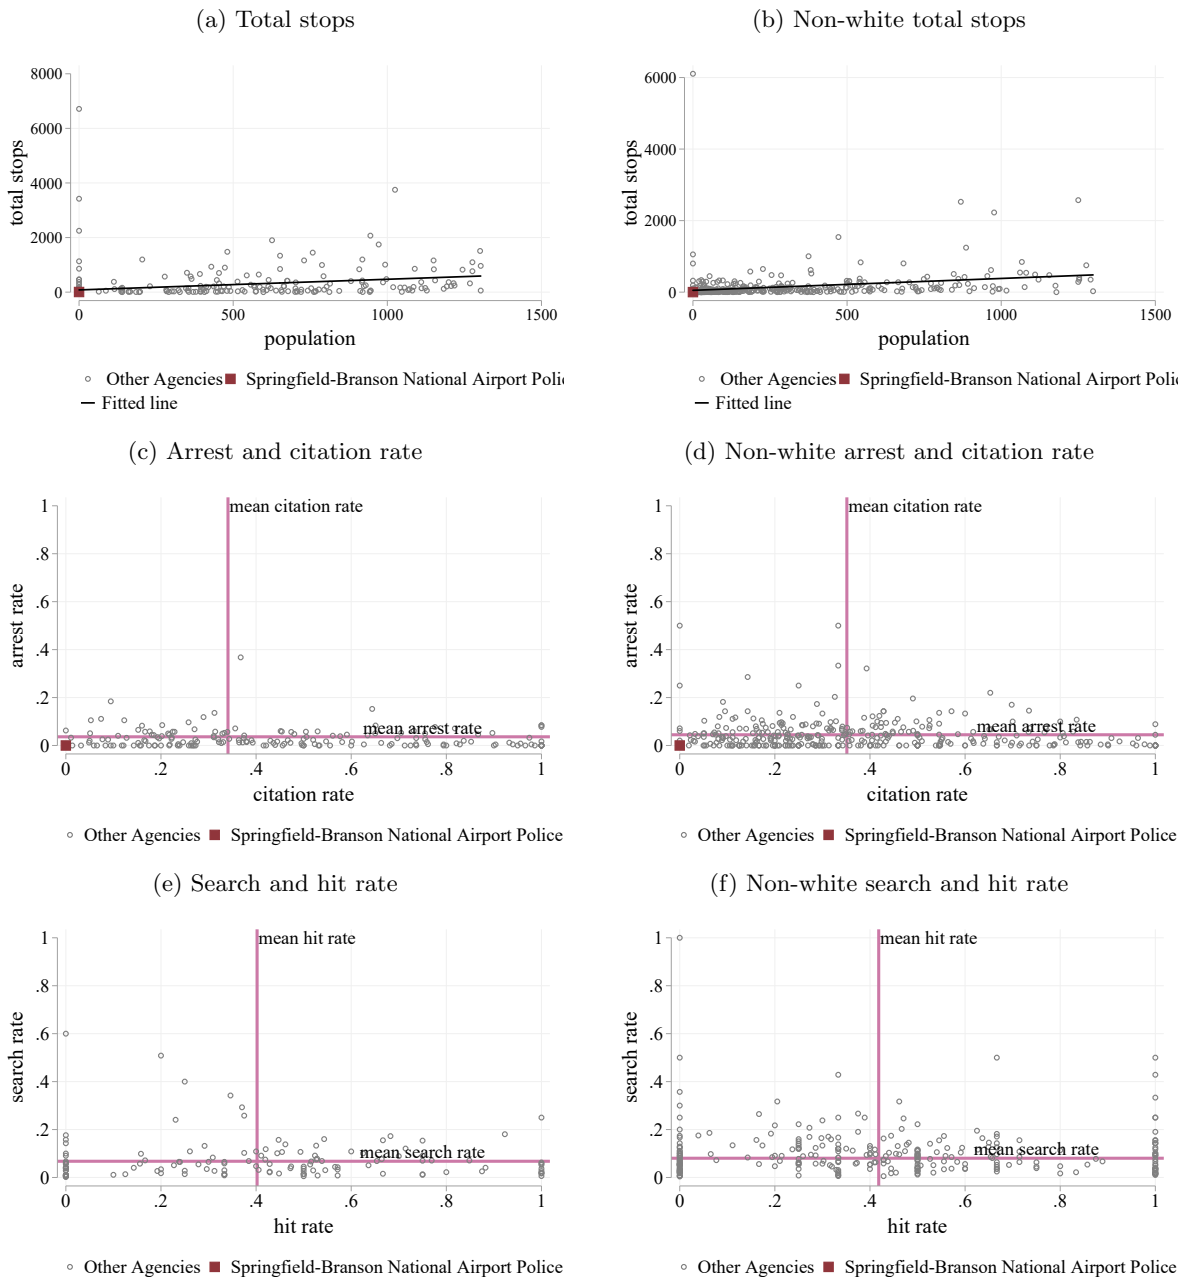 (a) Total stops
(b) Non-white total stops
8000
6000
4000
2000
0
total stops
0
500
1000
1500
population
Other Agencies
Springfield-Branson National Airport Polic
Fitted line
6000
4000
2000
0
total stops
0
500
1000
1500
population
Other Agencies
Springfield-Branson National Airport Polic
Fitted line
(c) Arrest and citation rate
(d) Non-white arrest and citation rate
1
.8
.6
.4
.2
0
arrest rate
mean citation rate
mean arrest rate
0
.2
.4
.6
.8
1
citation rate
Other Agencies
Springfield-Branson National Airport Police
1
.8
.6
.4
.2
0
arrest rate
mean citation rate
mean arrest rate
0
.2
.4
.6
.8
1
citation rate
Other Agencies
Springfield-Branson National Airport Police
(e) Search and hit rate
(f) Non-white search and hit rate
1
.8
.6
.4
.2
0
search rate
mean hit rate
mean search rate
0
.2
.4
.6
.8
1
hit rate
Other Agencies
Springfield-Branson National Airport Police
1
.8
.6
.4
.2
0
search rate
mean hit rate
mean search rate
0
.2
.4
.6
.8
1
hit rate
Other Agencies
Springfield-Branson National Airport Police